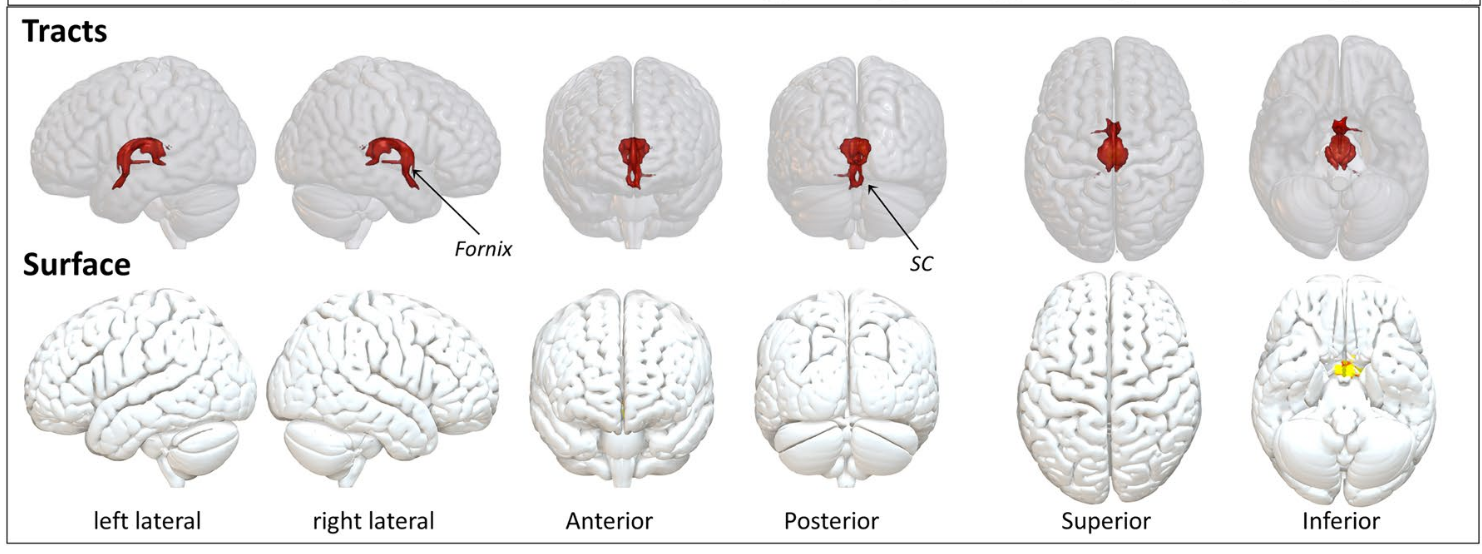 Tracts
Fornix
SC
Surface
left lateral
right lateral
Anterior
Posterior
Superior
Inferior